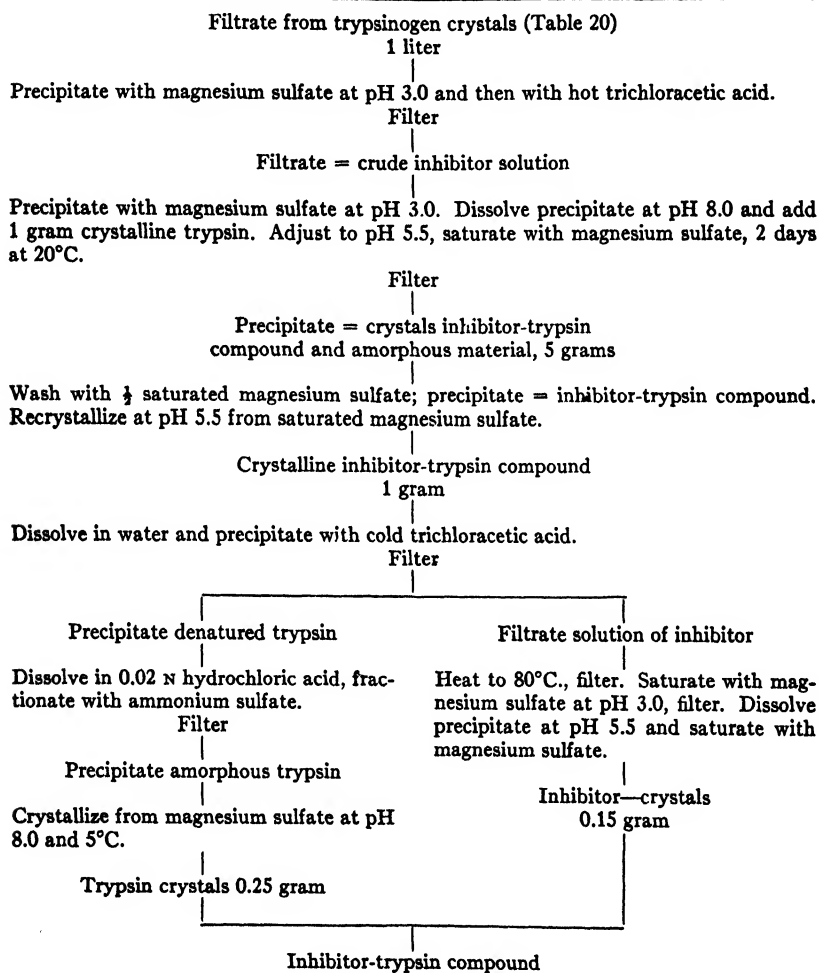 Filtrate from trypsinogen crystals (Table 20)
1 liter
Precipitate with magnesium sulfate at pH 3.0 and then with hot trichloracetic acid.
Filter
Filtrate = crude inhibitor solution
Precipitate with magnesium sulfate at pH 3.0. Dissolve precipitate at pH 8.0 and add
1 gram crystalline trypsin. Adjust to pH 5.5, saturate with magnesium sulfate, 2 days
at 20°C.
Filter
Precipitate = crystals inhibitor-trypsin
compound and amorphous material, 5 grams
Wash with ½ saturated magnesium sulfate; precipitate = inhibitor-trypsin compound.
Recrystallize at pH 5.5 from saturated magnesium sulfate.
Crystalline inhibitor-trypsin compound
1 gram
Dissolve in water and precipitate with cold trichloracetic acid.
Filter
Precipitate denatured trypsin
Dissolve in 0.02 N hydrochloric acid, frac-
tionate with ammonium sulfate.
Filter
Precipitate amorphous trypsin
Crystallize from magnesium sulfate at pH
8.0 and 5°C.
Trypsin crystals 0.25 gram
Filtrate solution of inhibitor
Heat to 80°C., filter. Saturate with mag-
nesium sulfate at pH 3.0, filter. Dissolve
precipitate at pH 5.5 and saturate with
magnesium sulfate.
Inhibitor—crystals
0.15 gram
Inhibitor-trypsin compound